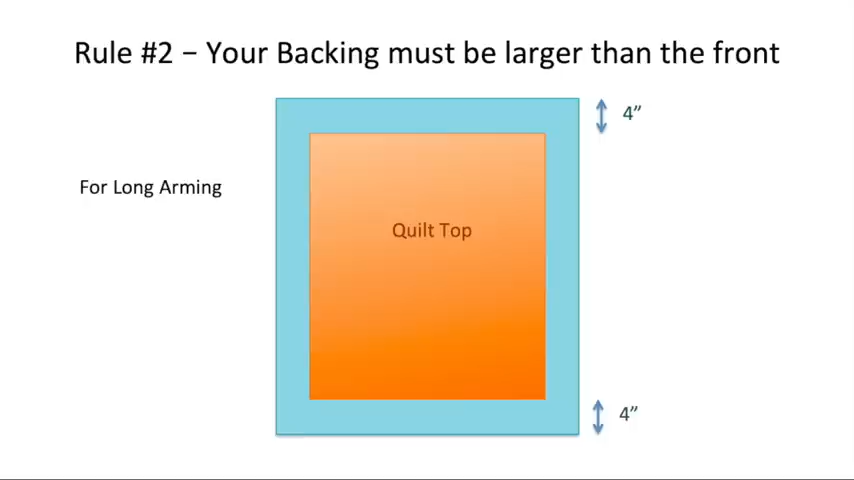 Rule #2 – Your Backing must be larger than the front
4”
For Long Arming
Quilt Top
4”